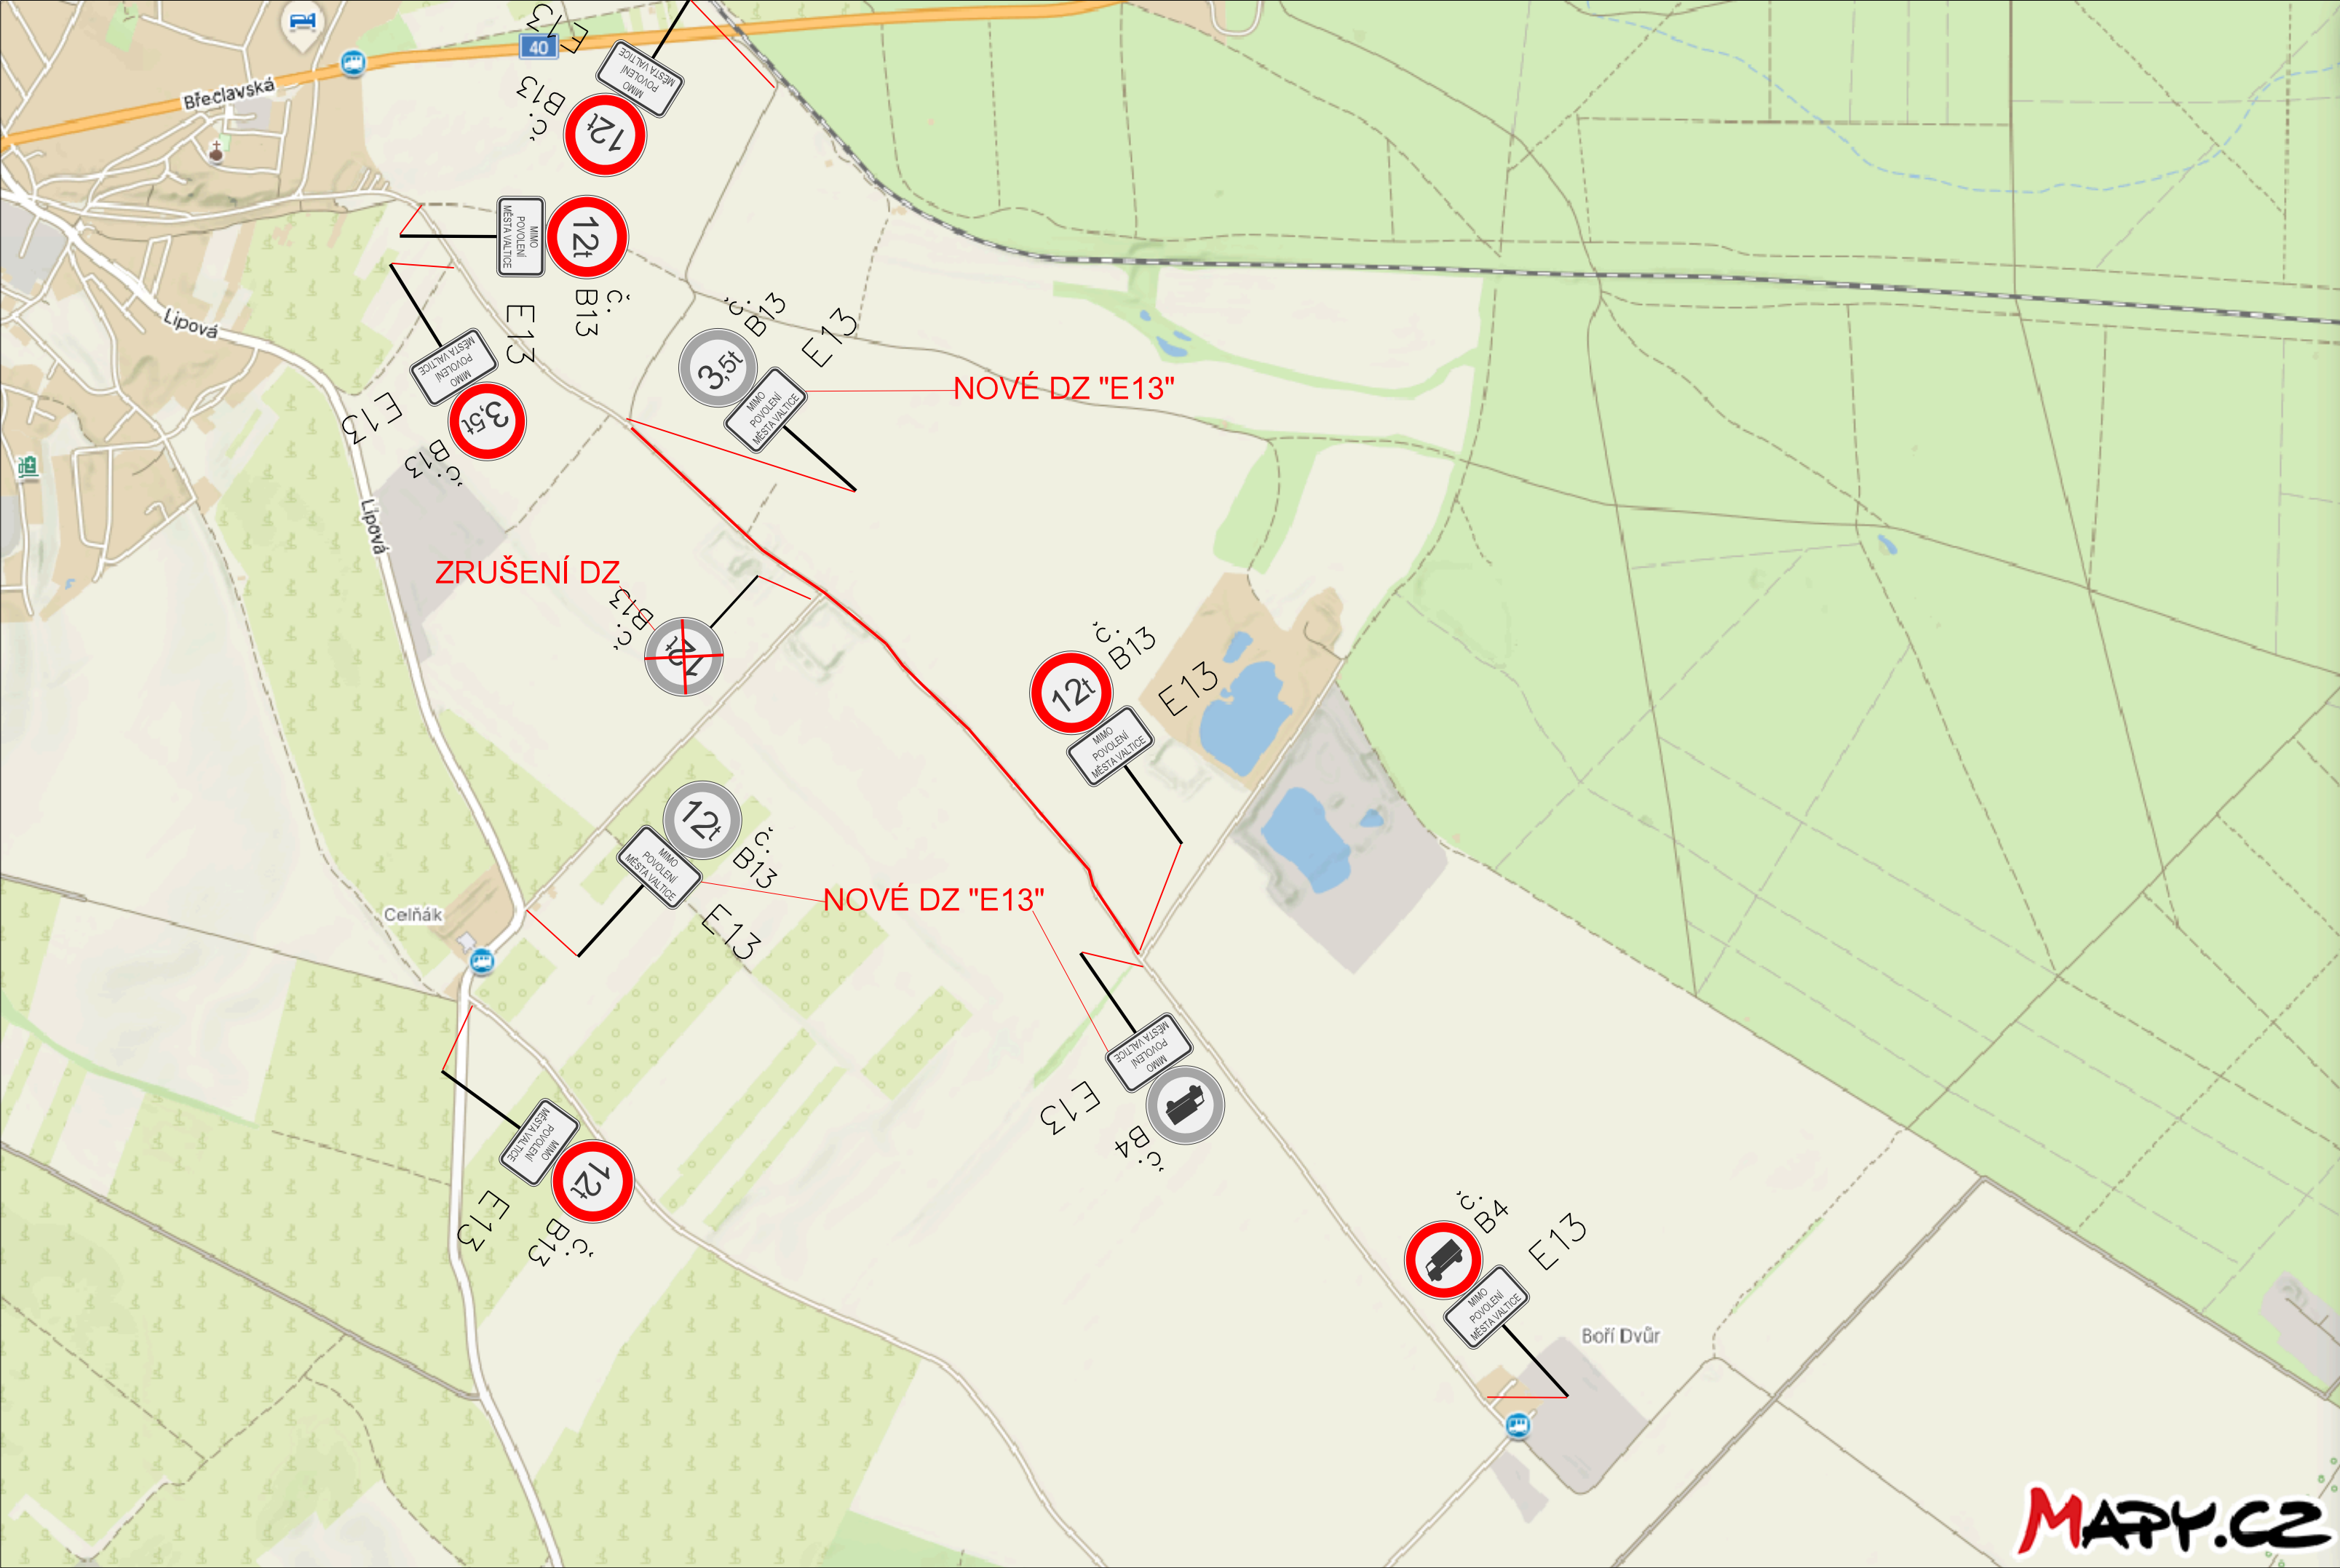 E13
40
MIMO
POVOLENÍ
MĚSTA VALTICE
č.
B13
12t
Břeclavská
MIMO
POVOLENÍ
MĚSTA VALTICE
12t
č.
B13
E13
Lipová
MIMO
POVOLENÍ
MĚSTA VALTICE
3,5t
E13
č.
B13
č.
B13
E13
3,5t
MIMO
POVOLENÍ
MĚSTA VALTICE
NOVÉ DZ "E13"
Lipová
ZRUŠENÍ DZ
č.
B13
12t
č.
B13
E13
12t
MIMO
POVOLENÍ
MĚSTA VALTICE
12t
č.
B13
MIMO
POVOLENÍ
MĚSTA VALTICE
E13
NOVÉ DZ "E13"
Celňák
MIMO
POVOLENÍ
MĚSTA VALTICE
E13
č.
B4
MIMO
POVOLENÍ
MĚSTA VALTICE
12t
E13
č.
B13
č.
B4
E13
MIMO
POVOLENÍ
MĚSTA VALTICE
Boří Dvůr
MAPY.CZ